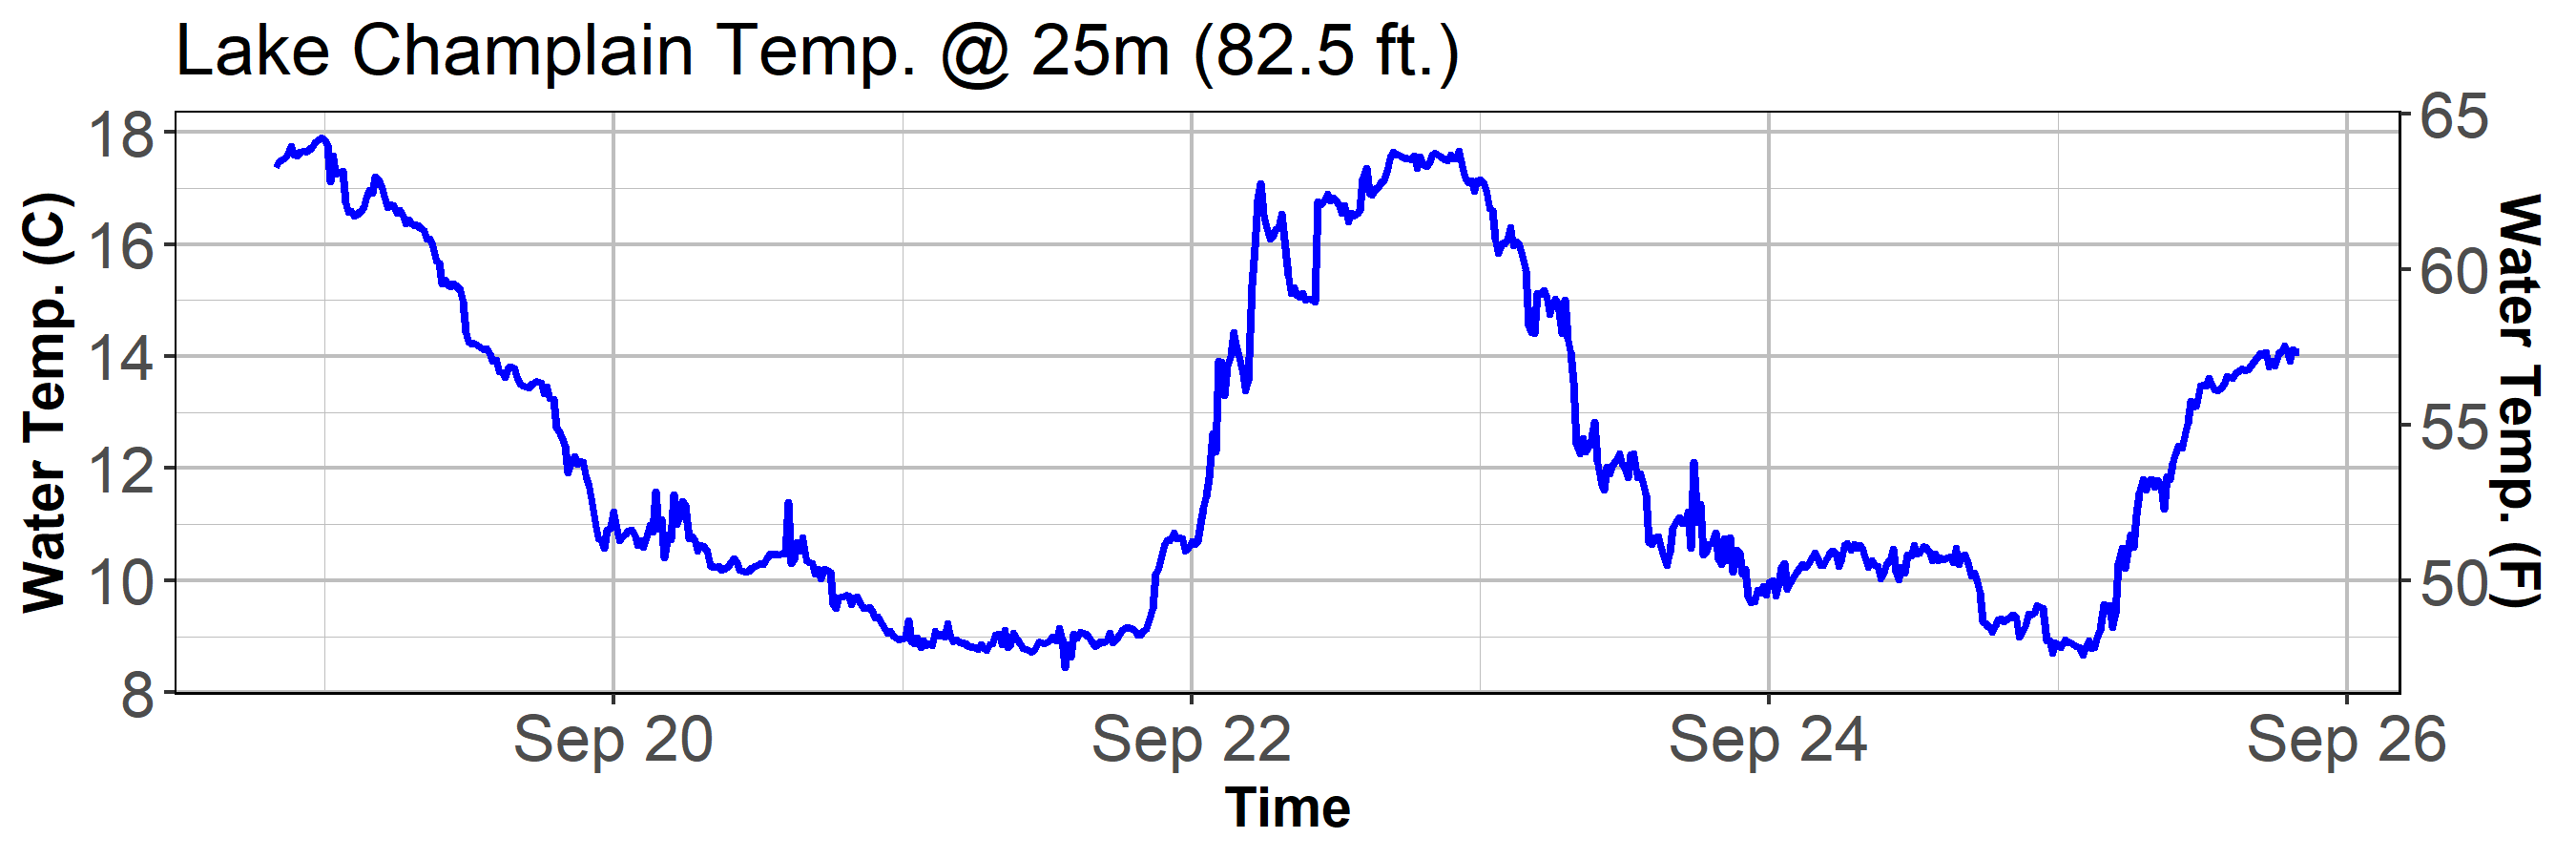 Lake Champlain Temp. @ 25m (82.5 ft.)
Water Temp. (C)
18
16
14
12
10
8
65
60
55
50
Water Temp. (F)
Sep 20 Sep 22 Sep 24 Sep 26
Time